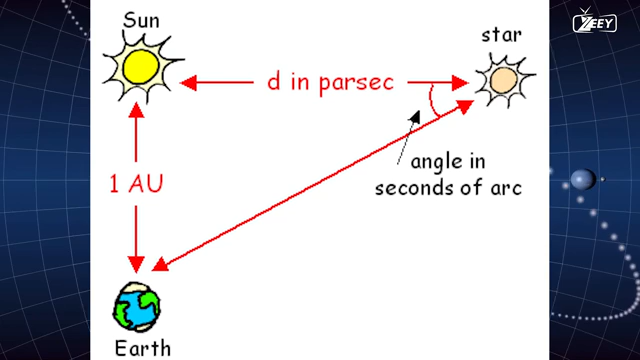 Sun
star
ZEEY
d in parsec
angle in
seconds of arc
1 AU
Earth